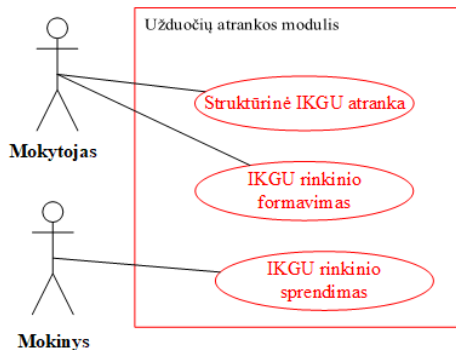 Užduočių atrankos modulis
Struktūrinė IKGU atranka
Mokytojas
IKGU rinkinio
formavimas
IKGU rinkinio
sprendimas
Mokinys